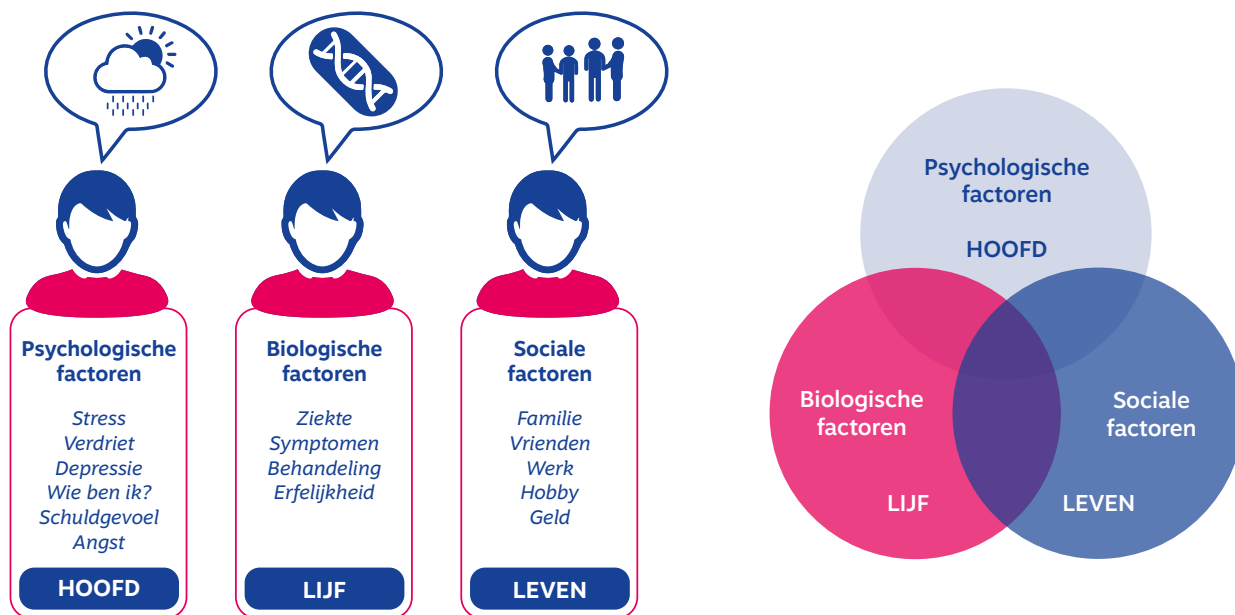 Psychologische
factoren
Stress
Verdriet
Depressie
Wie ben ik?
Schuldgevoel
Angst
HOOFD
Biologische
factoren
Ziekte
Symptomen
Behandeling
Erfelijkheid
LIJF
Sociale
factoren
Familie
Vrienden
Werk
Hobby
Geld
LEVEN
Psychologische
factoren
HOOFD
Biologische
factoren
LIJF
Sociale
factoren
LEVEN